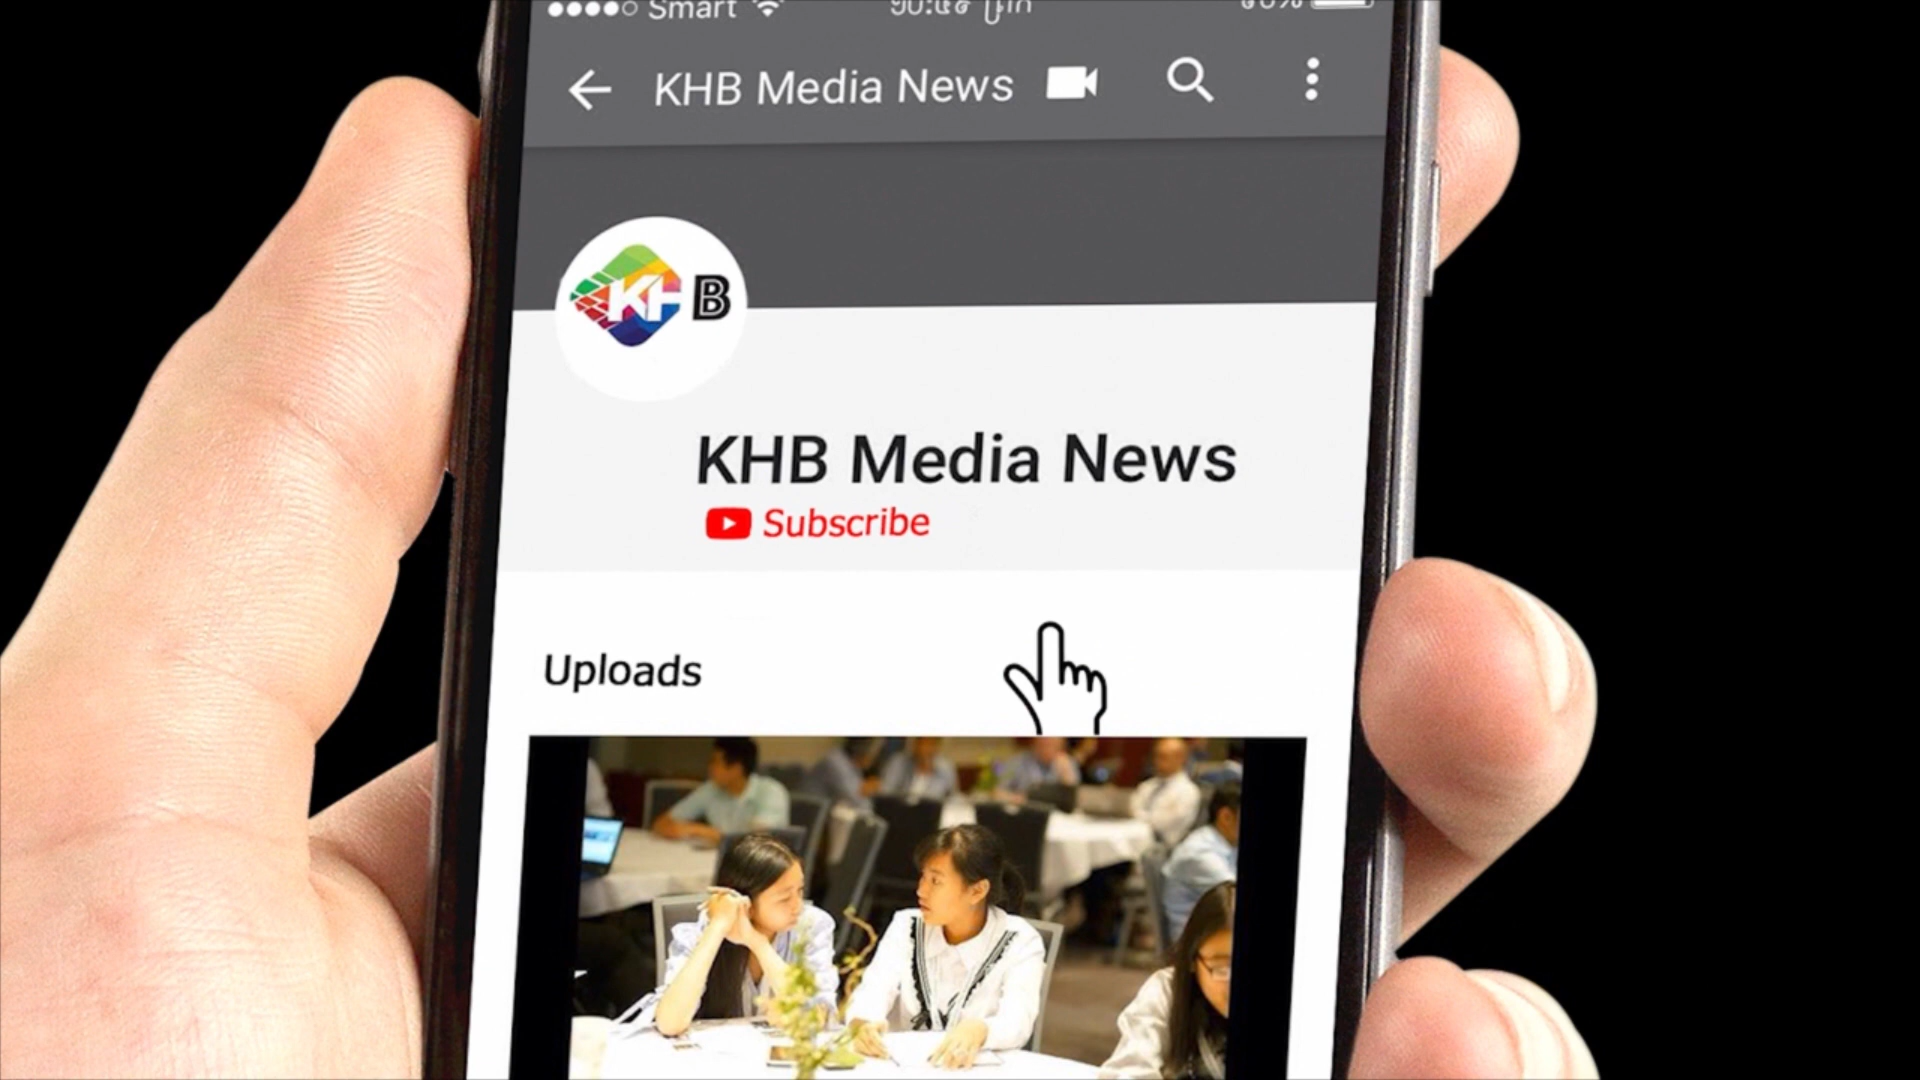 Smart
KHB Media News
KHB
KHB Media News
Subscribe
Uploads